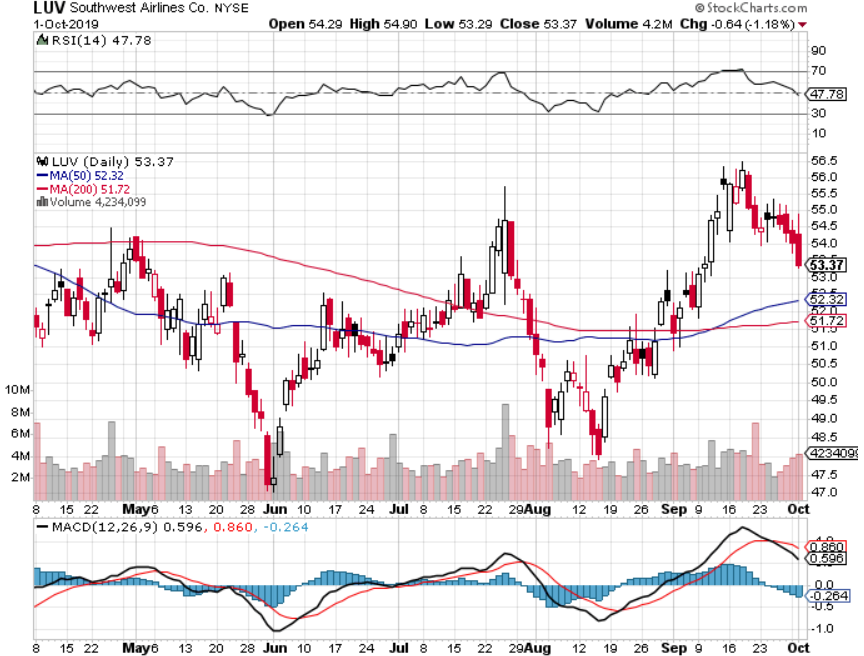 LUV Southwest Airlines Co. NYSE © StockCharts.com
1-Oct-2019 Open 54.29 High 54.90 Low 53.29 Close 53.37 Volume 4.2M Chg -0.64 (-1.18%)
RSI(14) 47.78
90
70
47.78
30
10
LUV (Daily) 53.37
MA(50) 52.32
MA(200) 51.72
Volume 4,234,099
56.5
56.0
55.5
55.0
54.5
54.0
53.37
53.0
52.32
51.72
51.0
50.5
50.0
49.5
49.0
48.5
4234099
47.5
47.0
10M
8M
6M
4M
2M
8 15 22 May 6 13 20 28 Jun 10 17 24 Jul 8 15 22 29 Aug 12 19 26 Sep 9 16 23 Oct
MACD(12,26,9) 0.596, 0.860, -0.264
0.860
0.596
0.0
-0.264
-0.5
-1.0
8 15 22 May 6 13 20 28 Jun 10 17 24 Jul 8 15 22 29 Aug 12 19 26 Sep 9 16 23 Oct